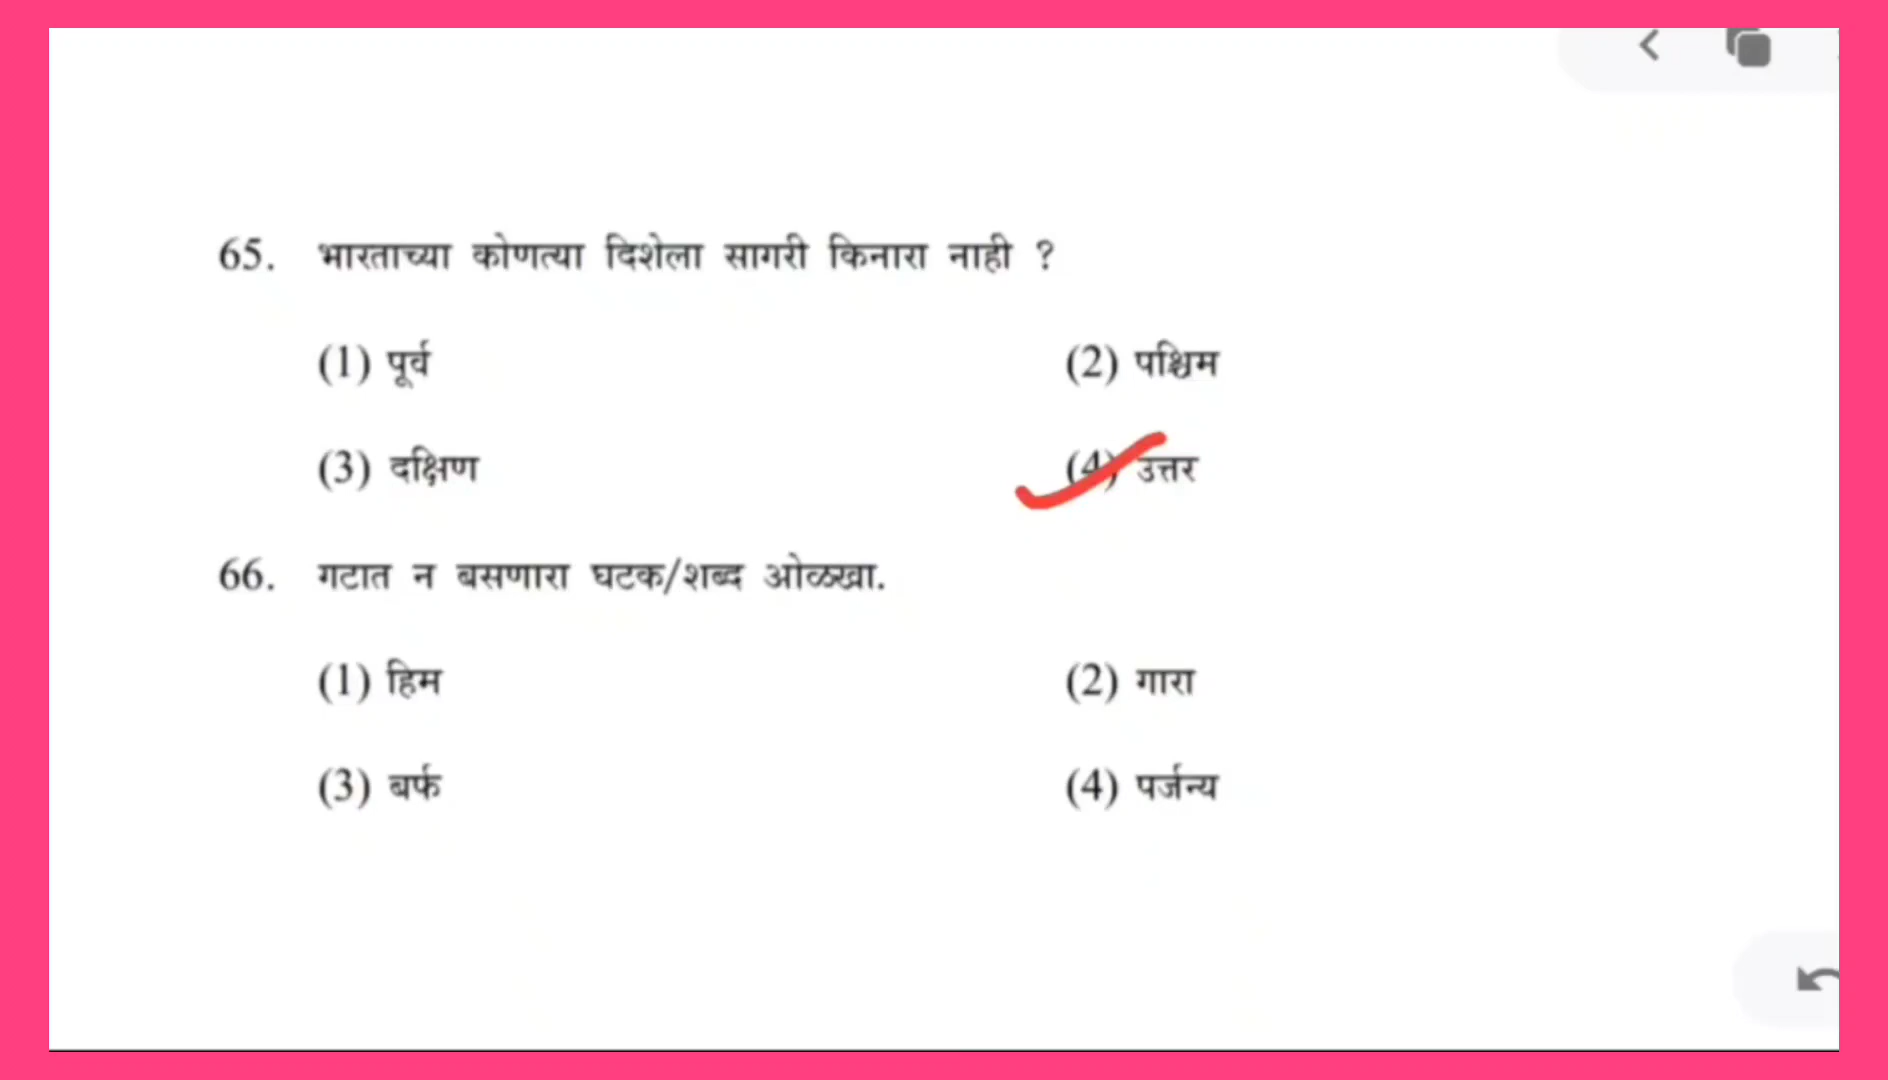 65. भारताच्या कोणत्या दिशेला सागरी किनारा नाही ?
(1) पूर्व (2) पश्चिम
(3) दक्षिण (4) उत्तर
66. गटात न बसणारा घटक/शब्द ओळखा.
(1) हिम (2) गारा
(3) बर्फ (4) पर्जन्य